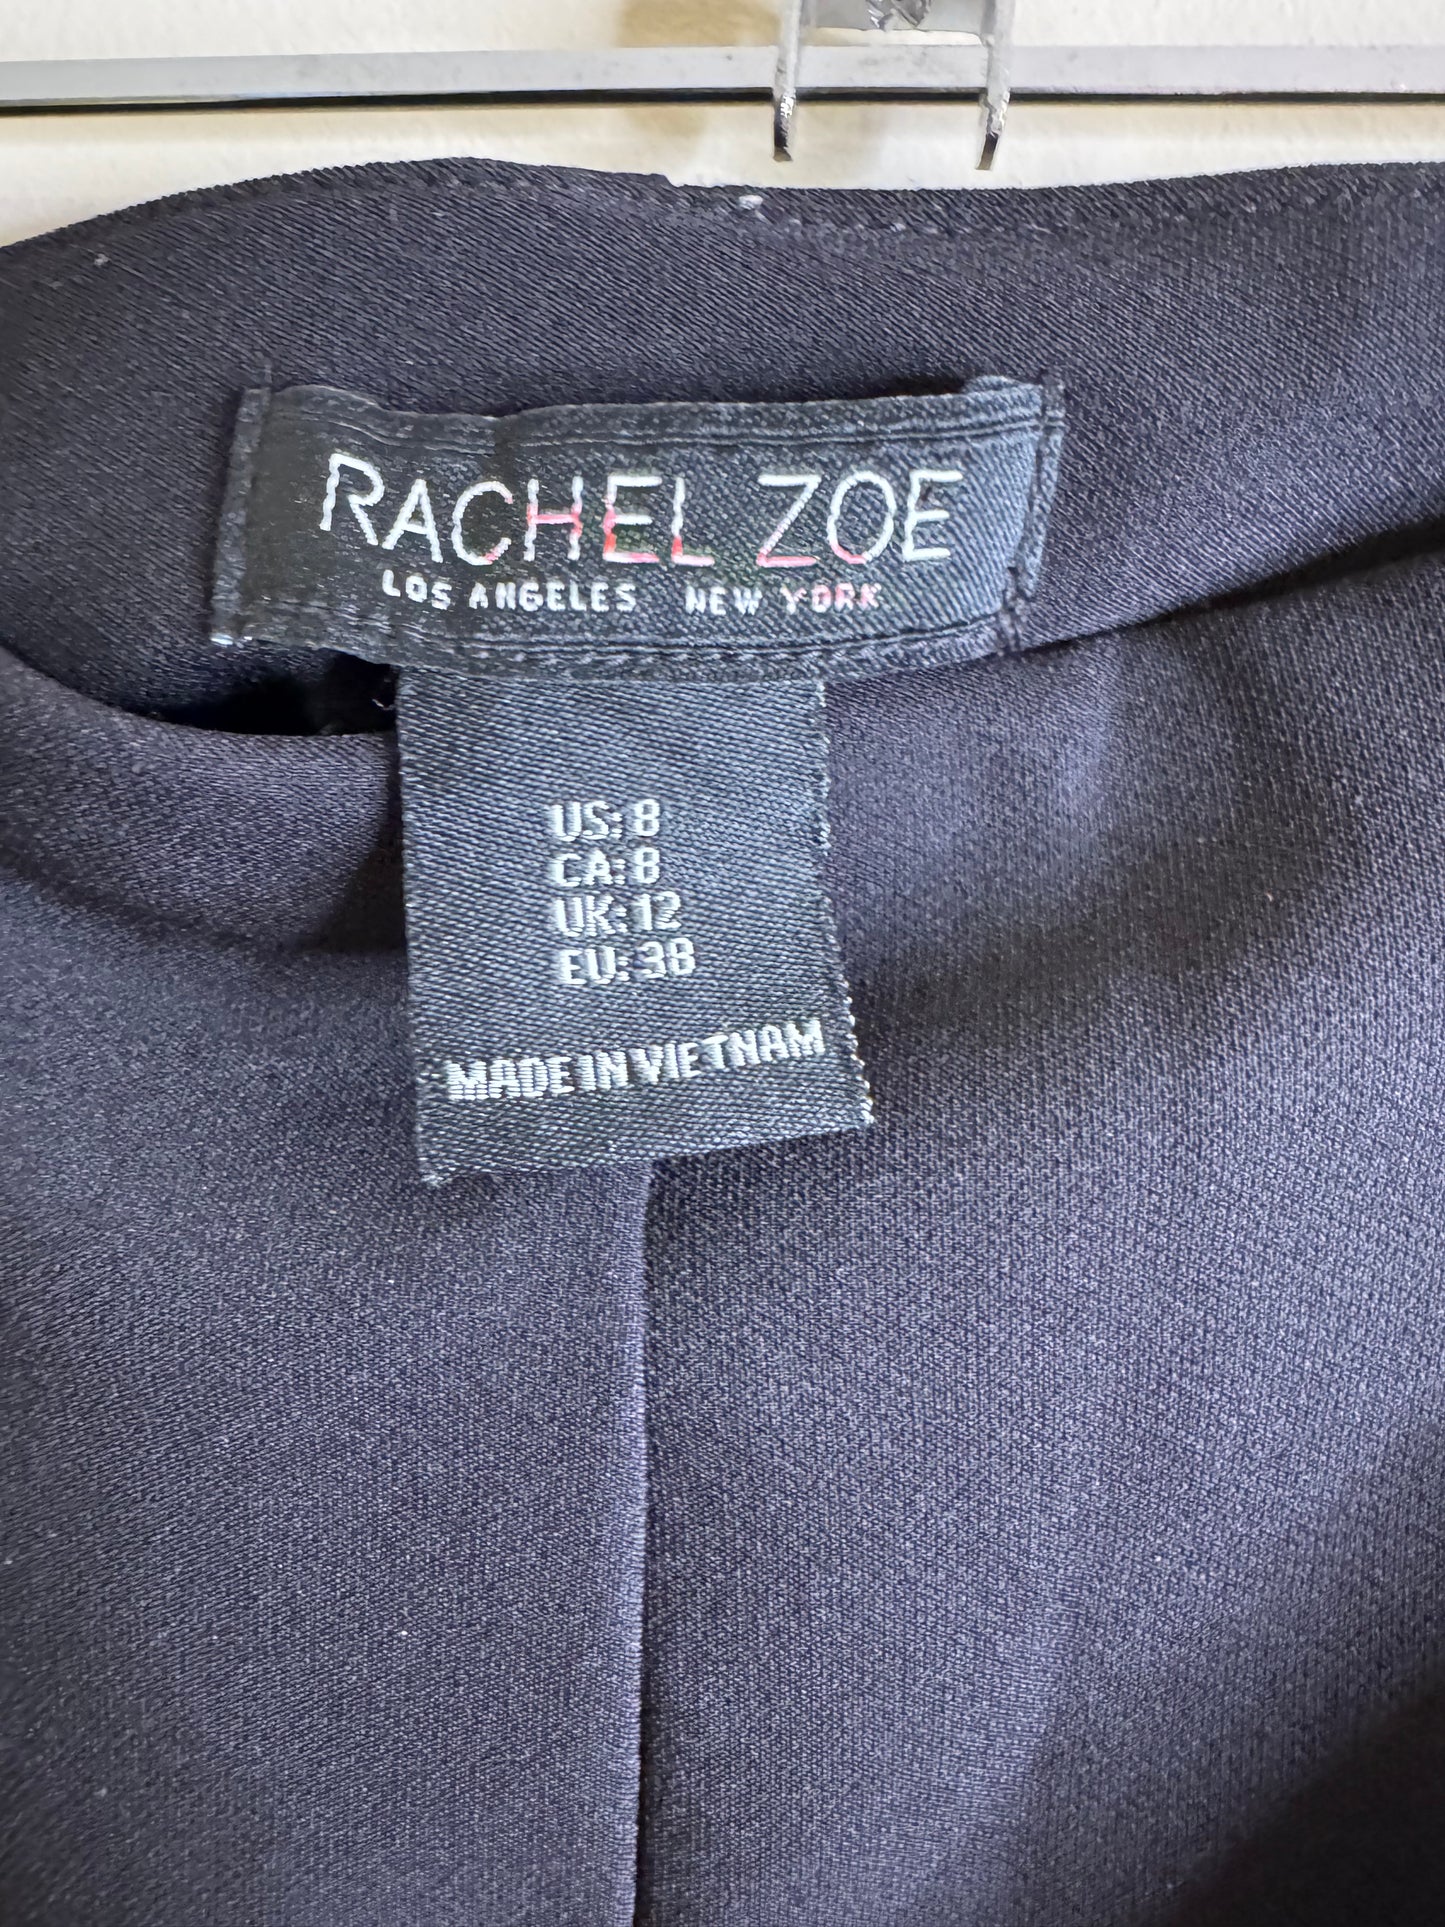 RACHEL ZOE
LOS ANGELES NEW YORK
US: 8
CA: 8
UK: 12
EU: 38
MADE IN VIETNAM